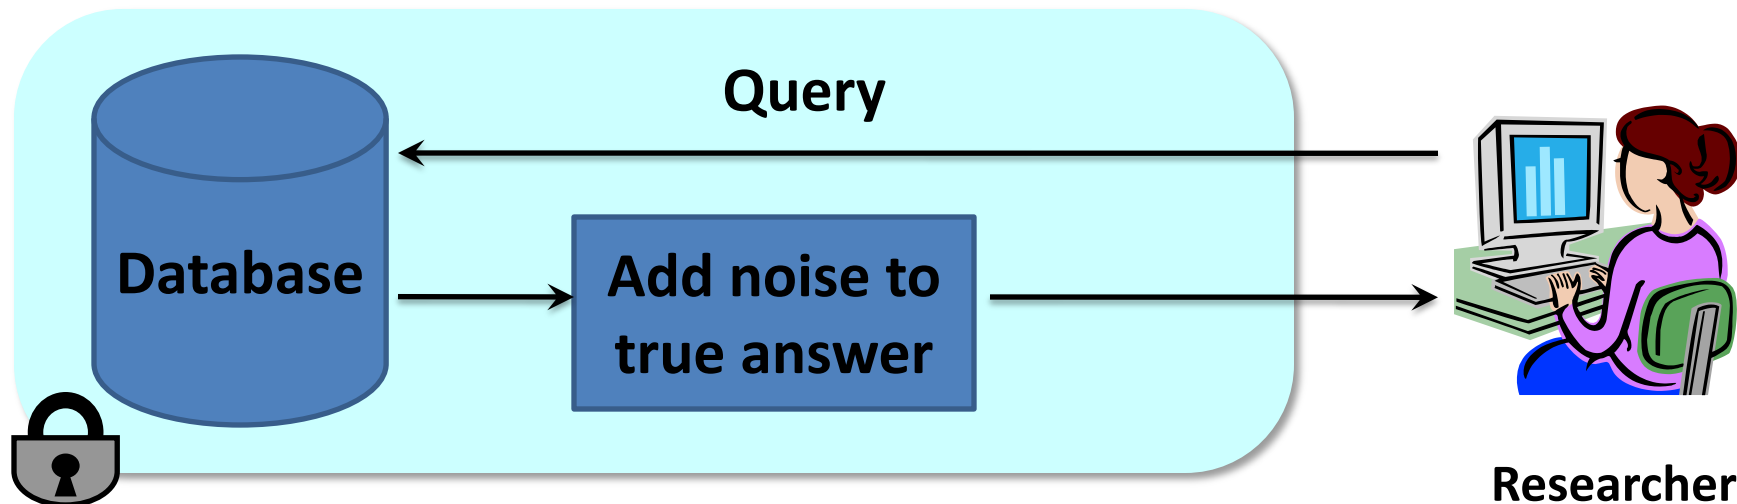 Query
Database
Add noise to
true answer
Researcher